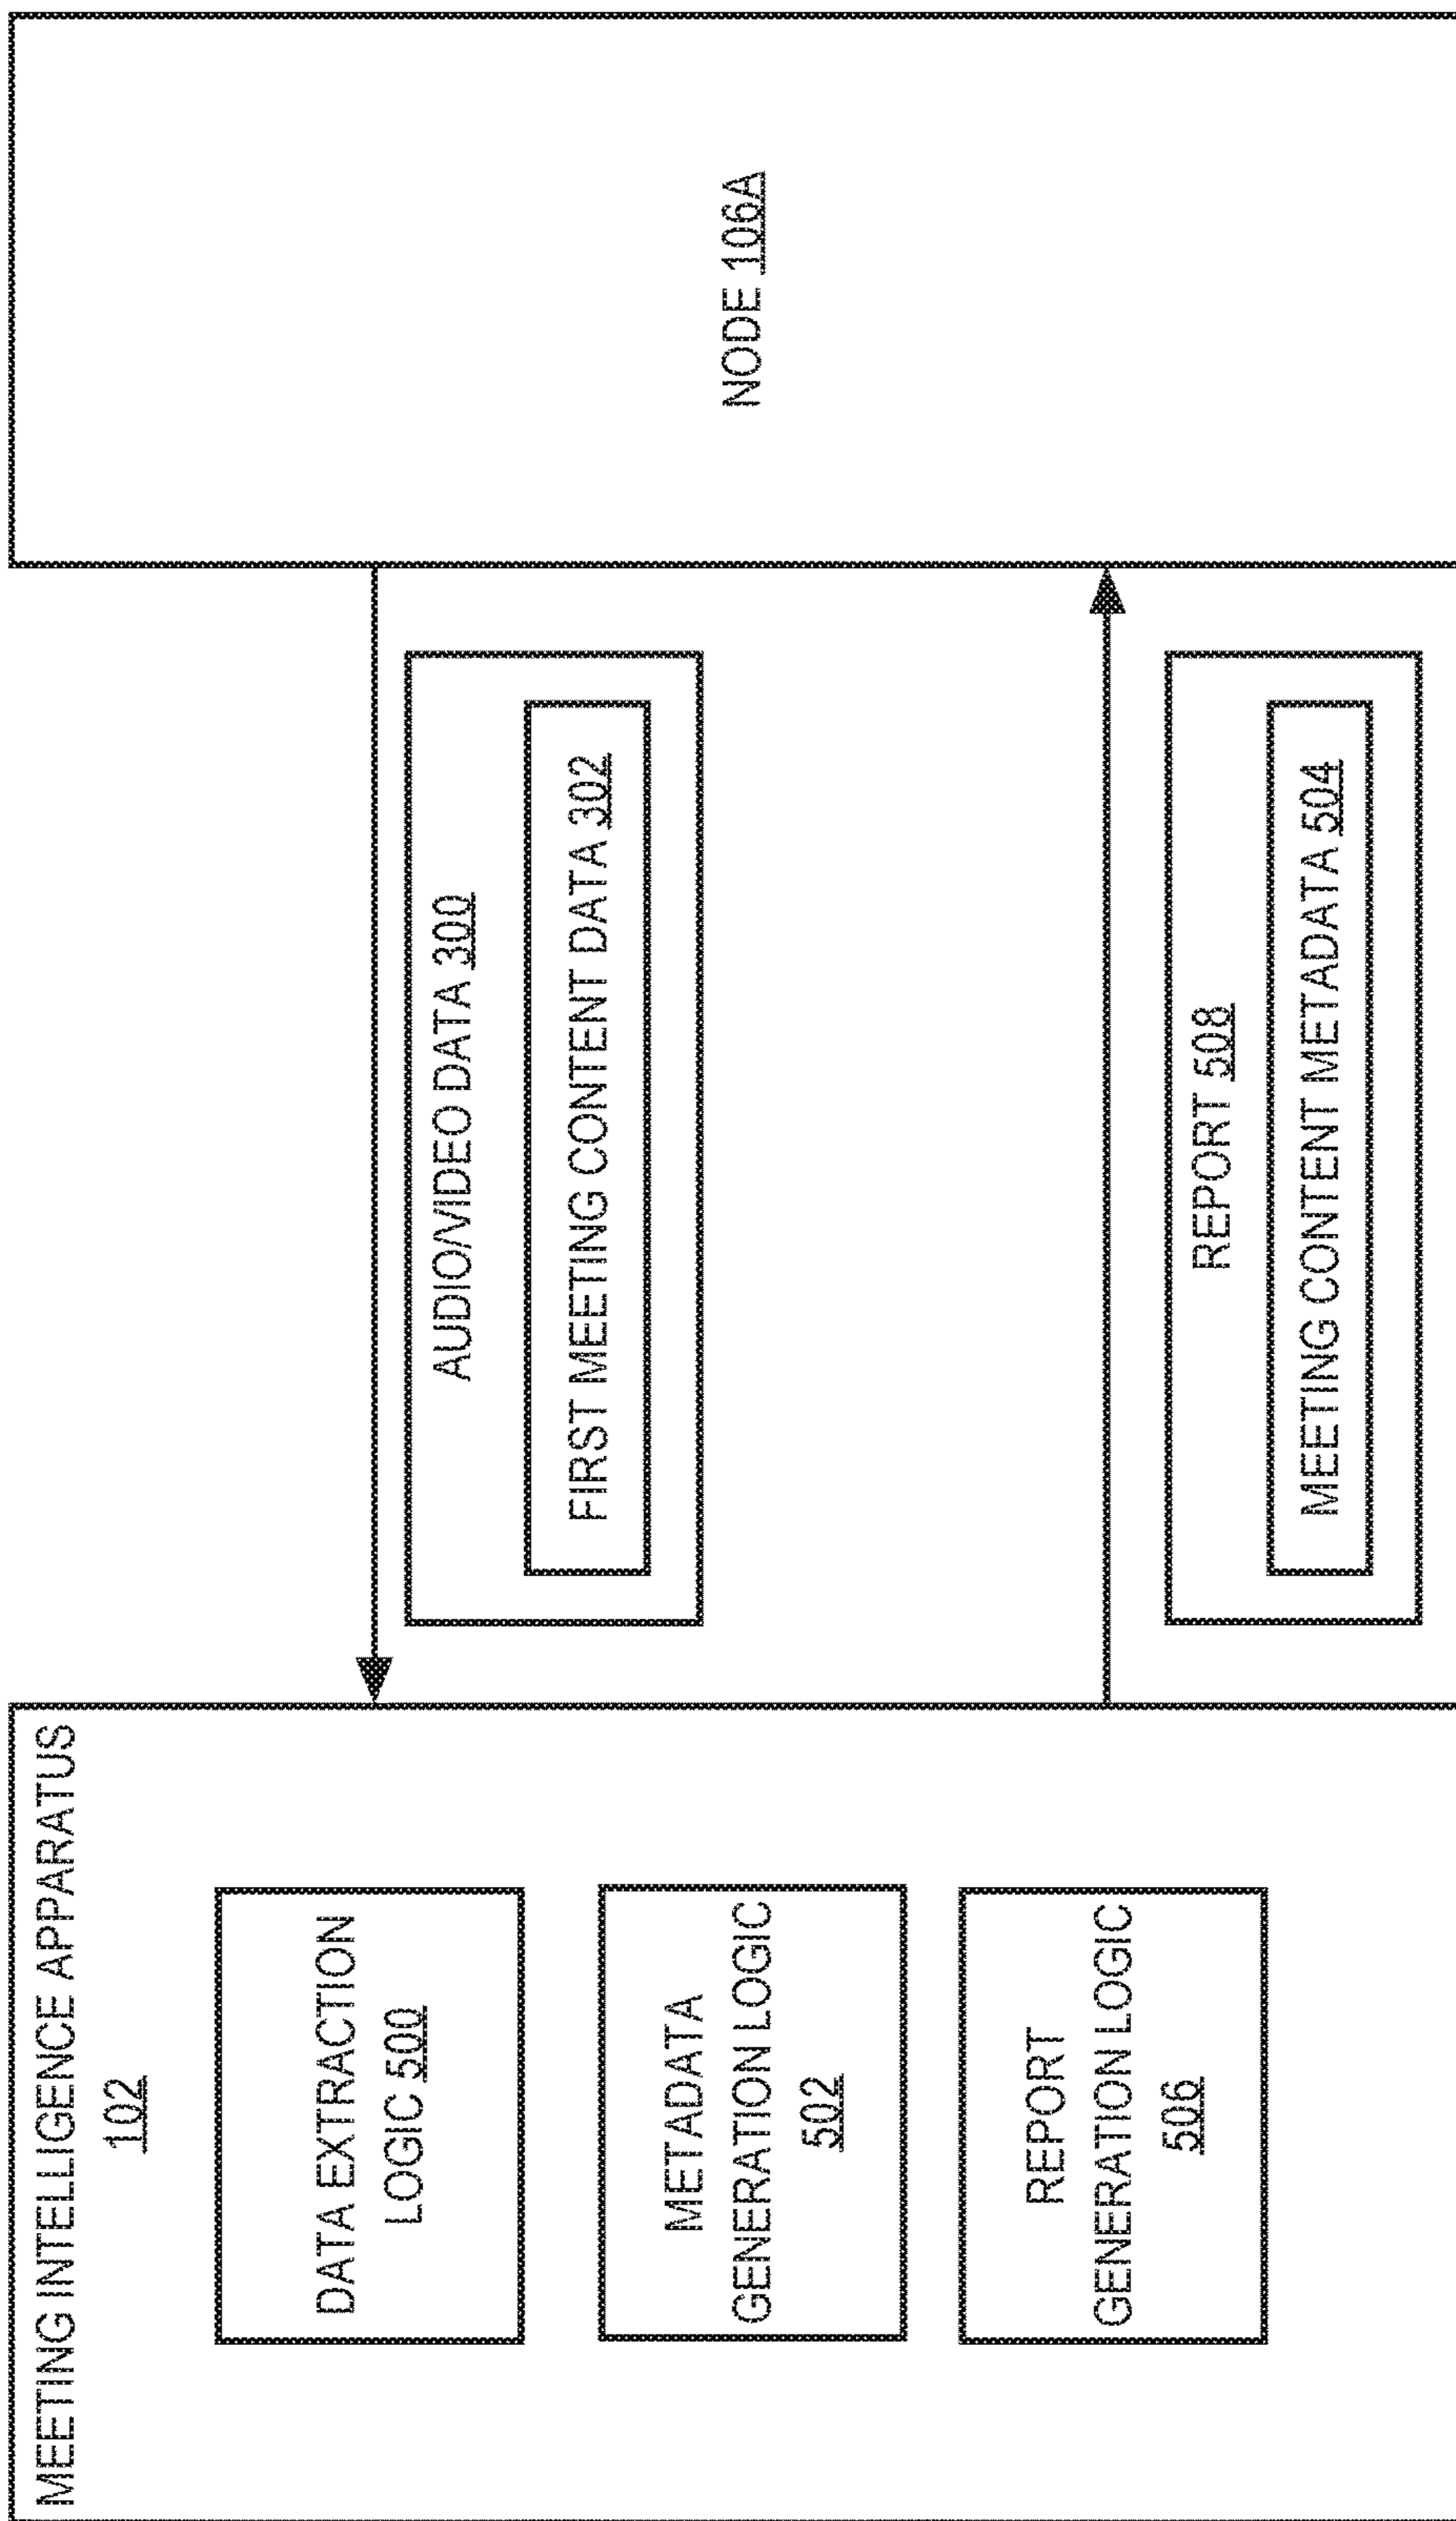 MEETING INTELLIGENCE APPARATUS
102
DATA EXTRACTION
LOGIC 500
METADATA
GENERATION LOGIC
502
REPORT
GENERATION LOGIC
506
AUDIO/VIDEO DATA 300
FIRST MEETING CONTENT DATA 302
REPORT 508
MEETING CONTENT METADATA 504
NODE 106A